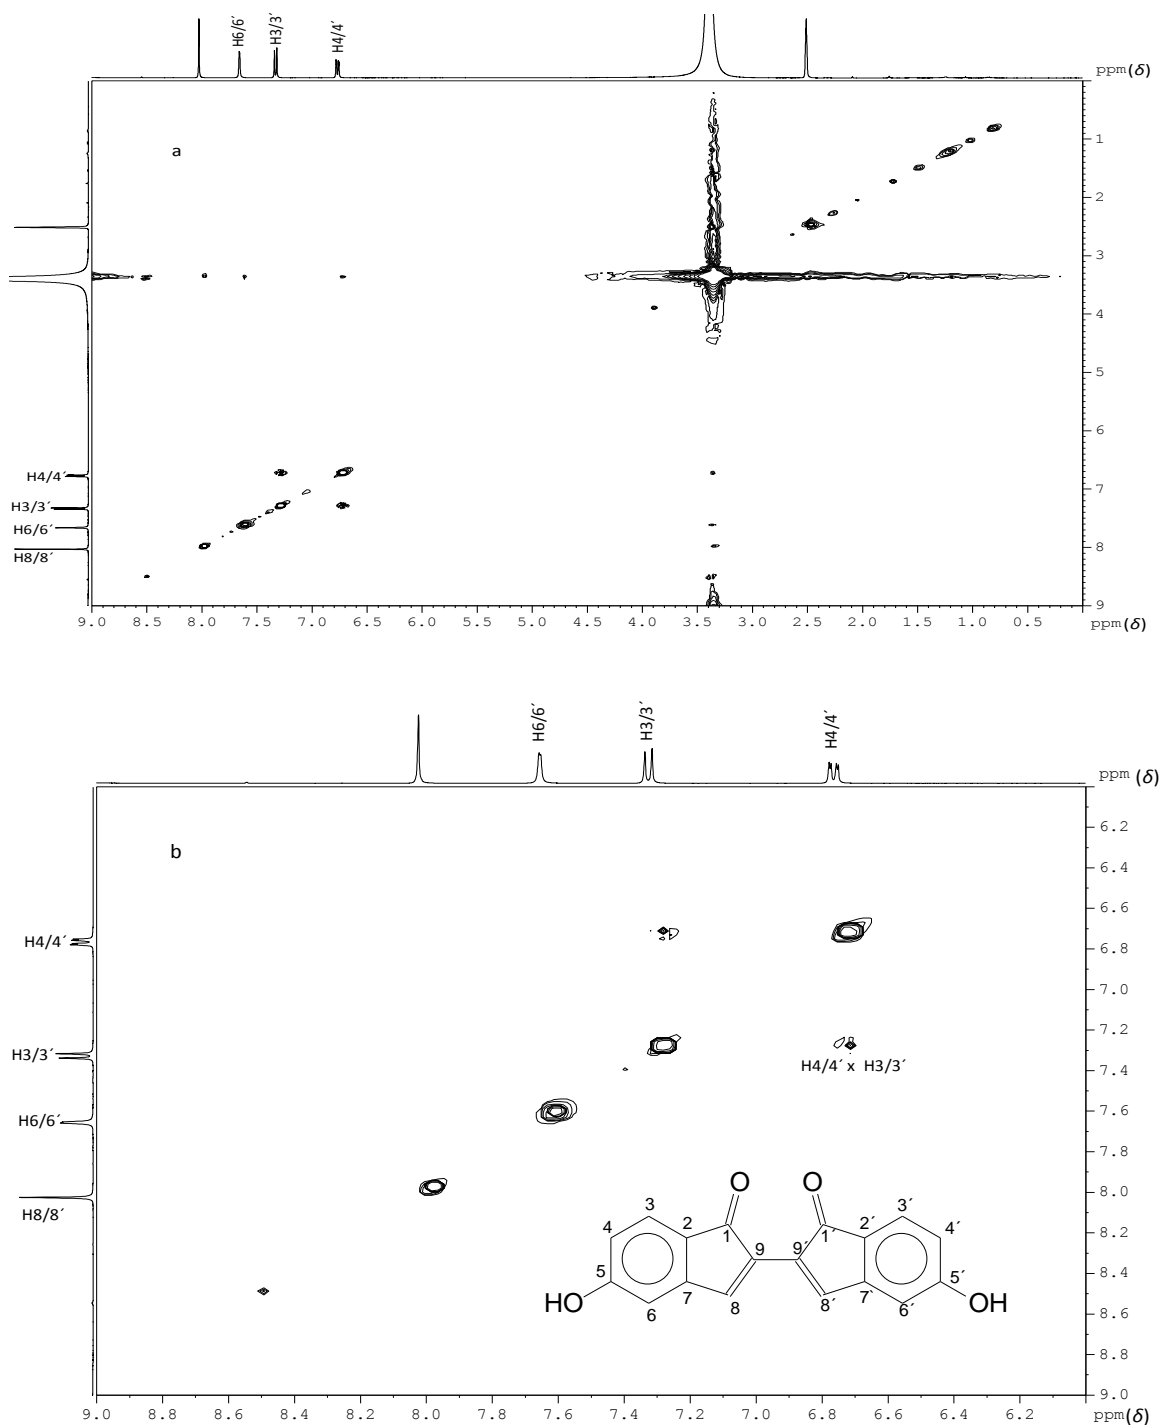 H6/6´ H3/3´ H4/4´
ppm(δ)
a
1
2
3
4
5
6
7
8
9
H4/4´
H3/3´
H6/6´
H8/8´
9.0 8.5 7.5 7.0 6.5 6.0 5.5 5.0 4.5 4.0 3.5 3.0 2.5 2.0 1.5 1.0 0.5
ppm(δ)
H6/6´ H3/3´ H4/4´
ppm (δ)
b
6.2
6.4
6.6
6.8
7.0
7.2
7.4
7.6
7.8
8.0
8.2
8.4
8.6
8.8
9.0
H4/4´
H3/3´
H6/6´
H8/8´
H4/4´ x H3/3´
O O
3 3´
4 2 1 1´ 2´ 4´
9 9´
5 5´
HO 6 7 8 8´ 7` 6´ OH
9.0 8.8 8.6 8.4 8.2 8.0 7.8 7.6 7.4 7.2 7.1 7.0 6.9 6.8 6.6 6.4 6.2
ppm(δ)